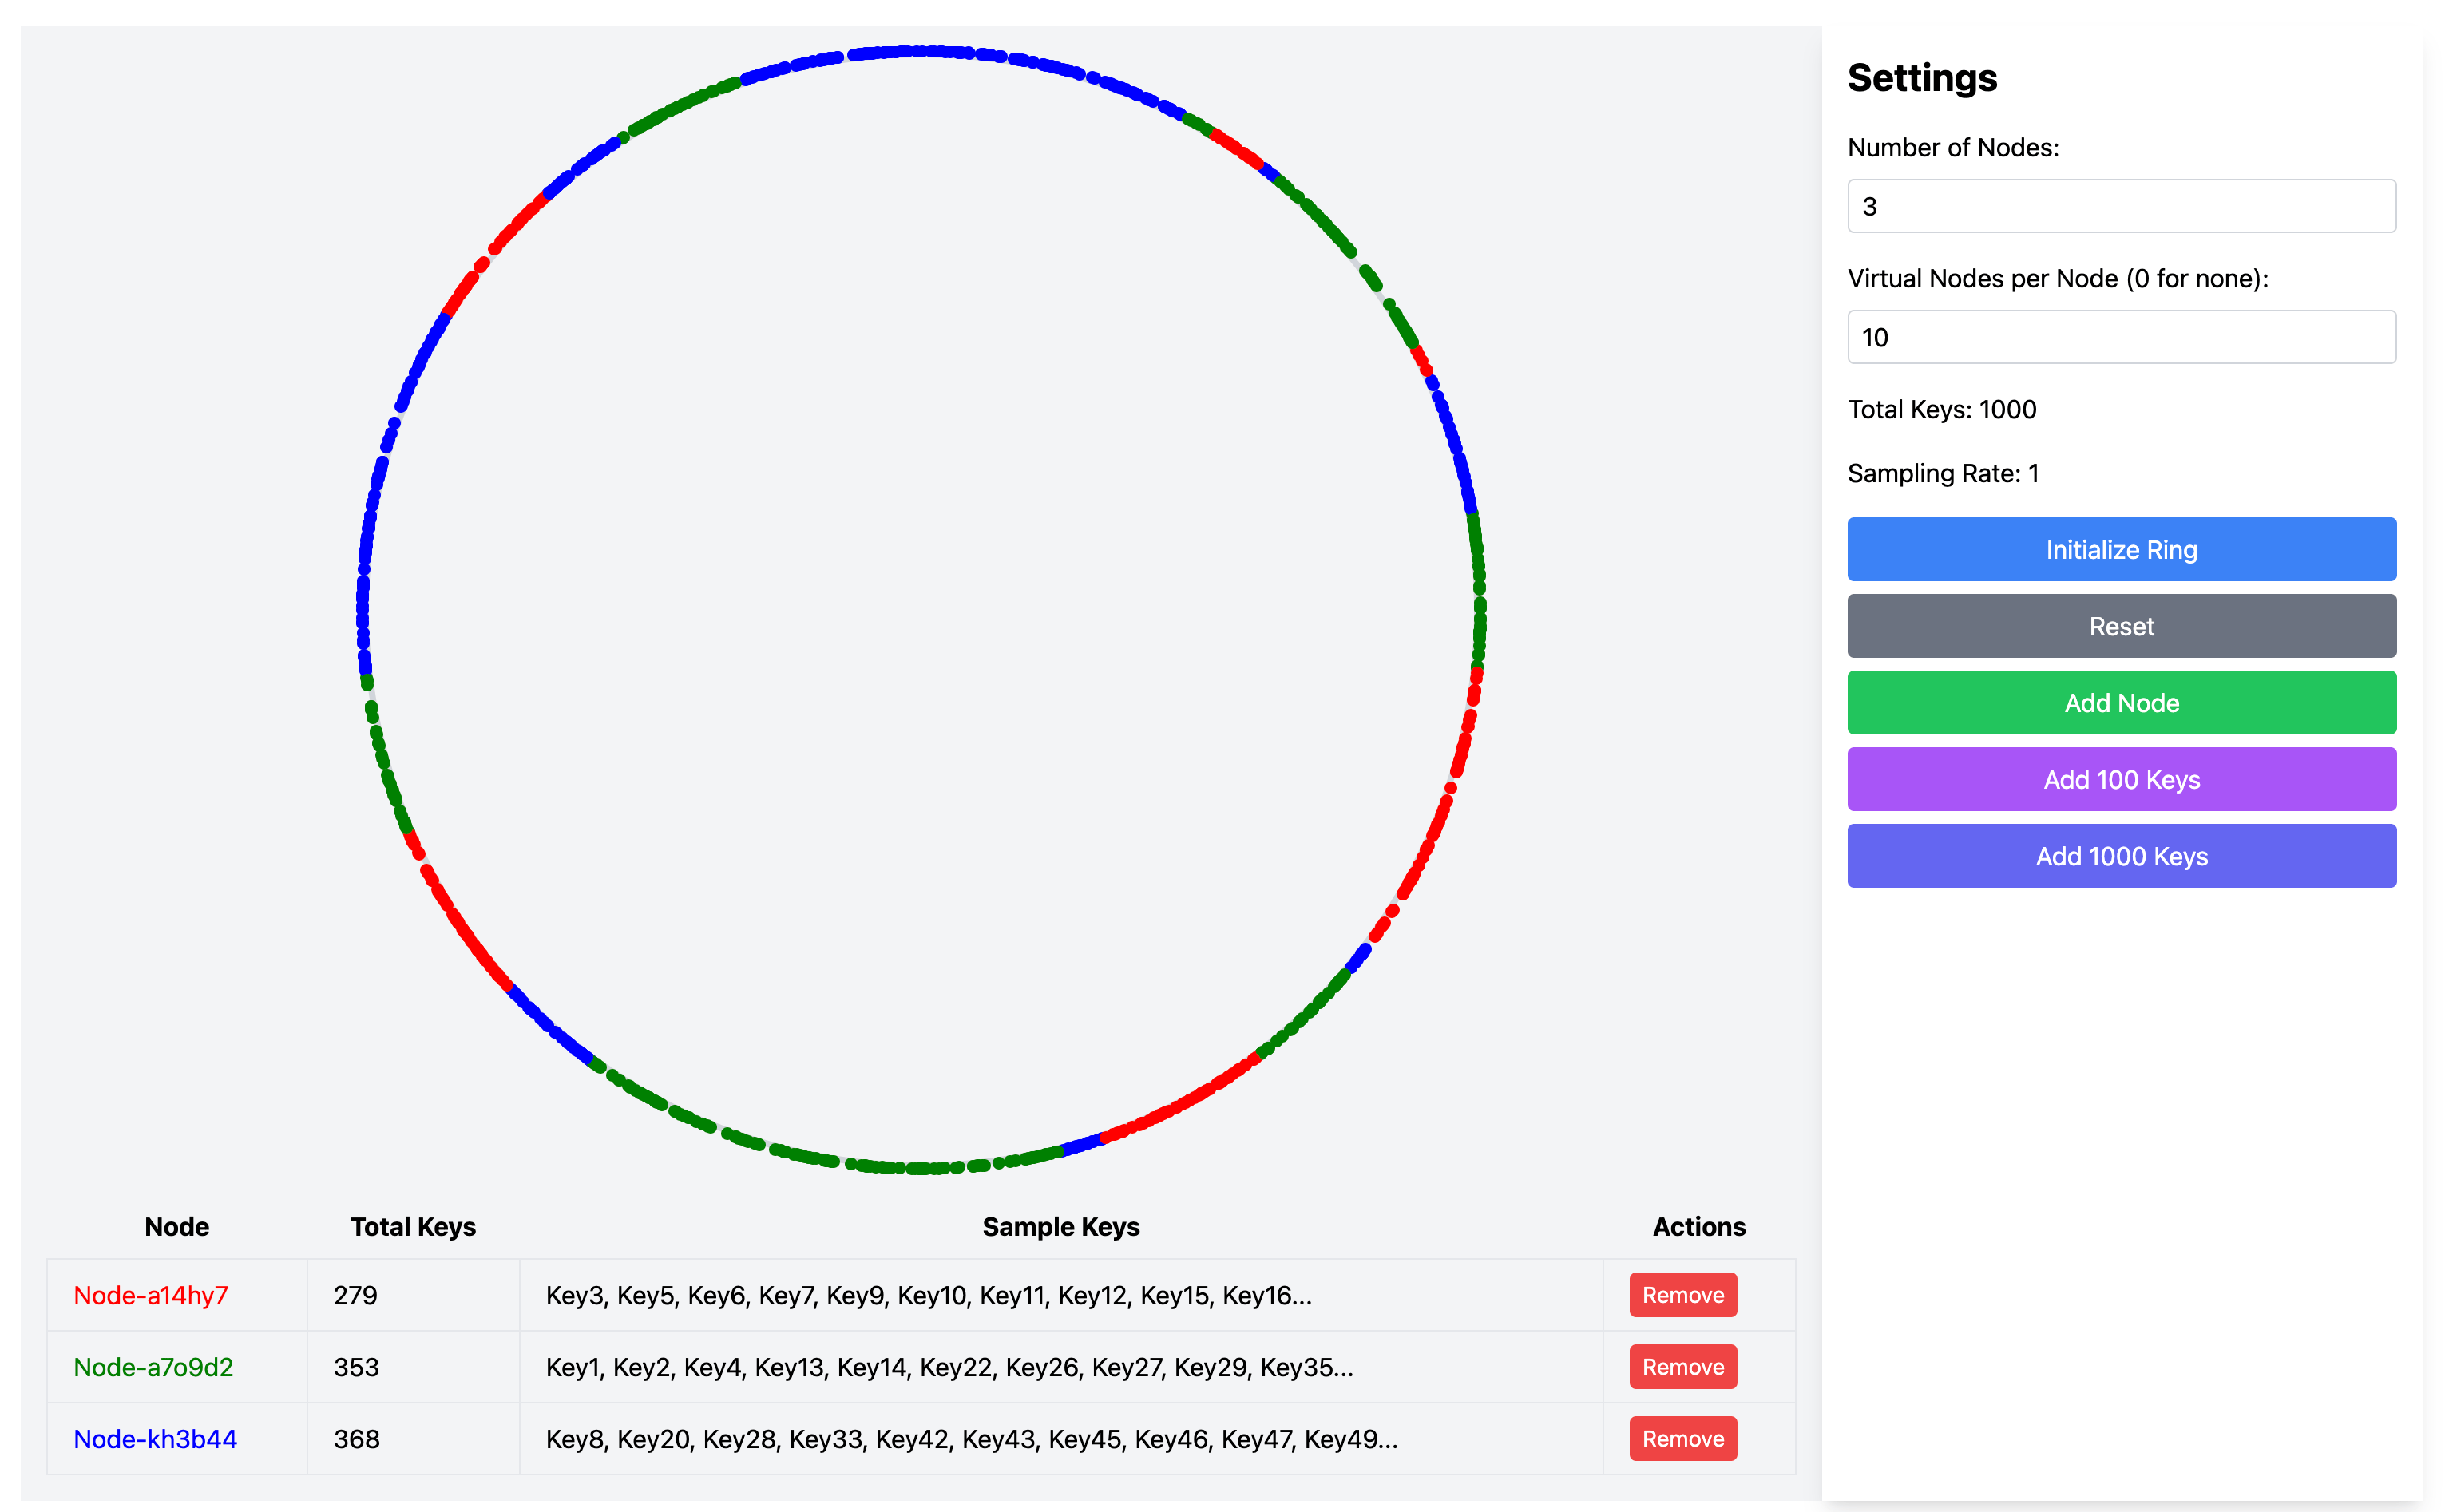 Settings
Number of Nodes:
3
Virtual Nodes per Node (0 for none):
10
Total Keys: 1000
Sampling Rate: 1
Initialize Ring
Reset
Add Node
Add 100 Keys
Add 1000 Keys
Node Total Keys Sample Keys Actions
Node-a14hy7 279 Key3, Key5, Key6, Key7, Key9, Key10, Key11, Key12, Key15, Key16... Remove
Node-a7o9d2 353 Key1, Key2, Key4, Key13, Key14, Key22, Key26, Key27, Key29, Key35... Remove
Node-kh3b44 368 Key8, Key20, Key28, Key33, Key42, Key43, Key45, Key46, Key47, Key49... Remove